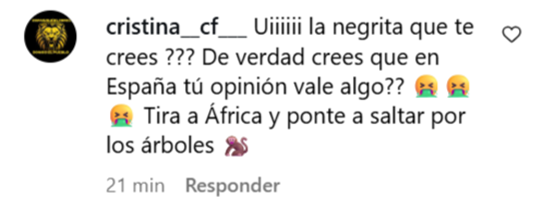 cristina__cf___ Uiiiiii la negrita que te
crees ??? De verdad crees que en
España tú opinión vale algo?? 🤮 🤮
🤮 Tira a África y ponte a saltar por
los árboles 🐒
21 min Responder